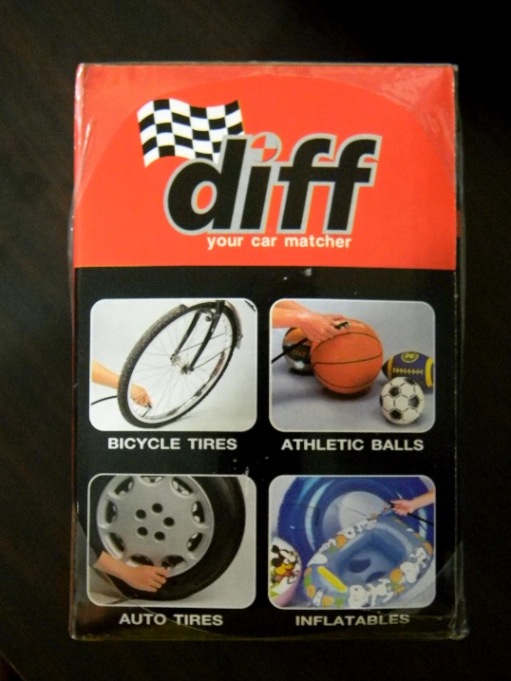 diff
your car matcher
BICYCLE TIRES
ATHLETIC BALLS
AUTO TIRES
INFLATABLES